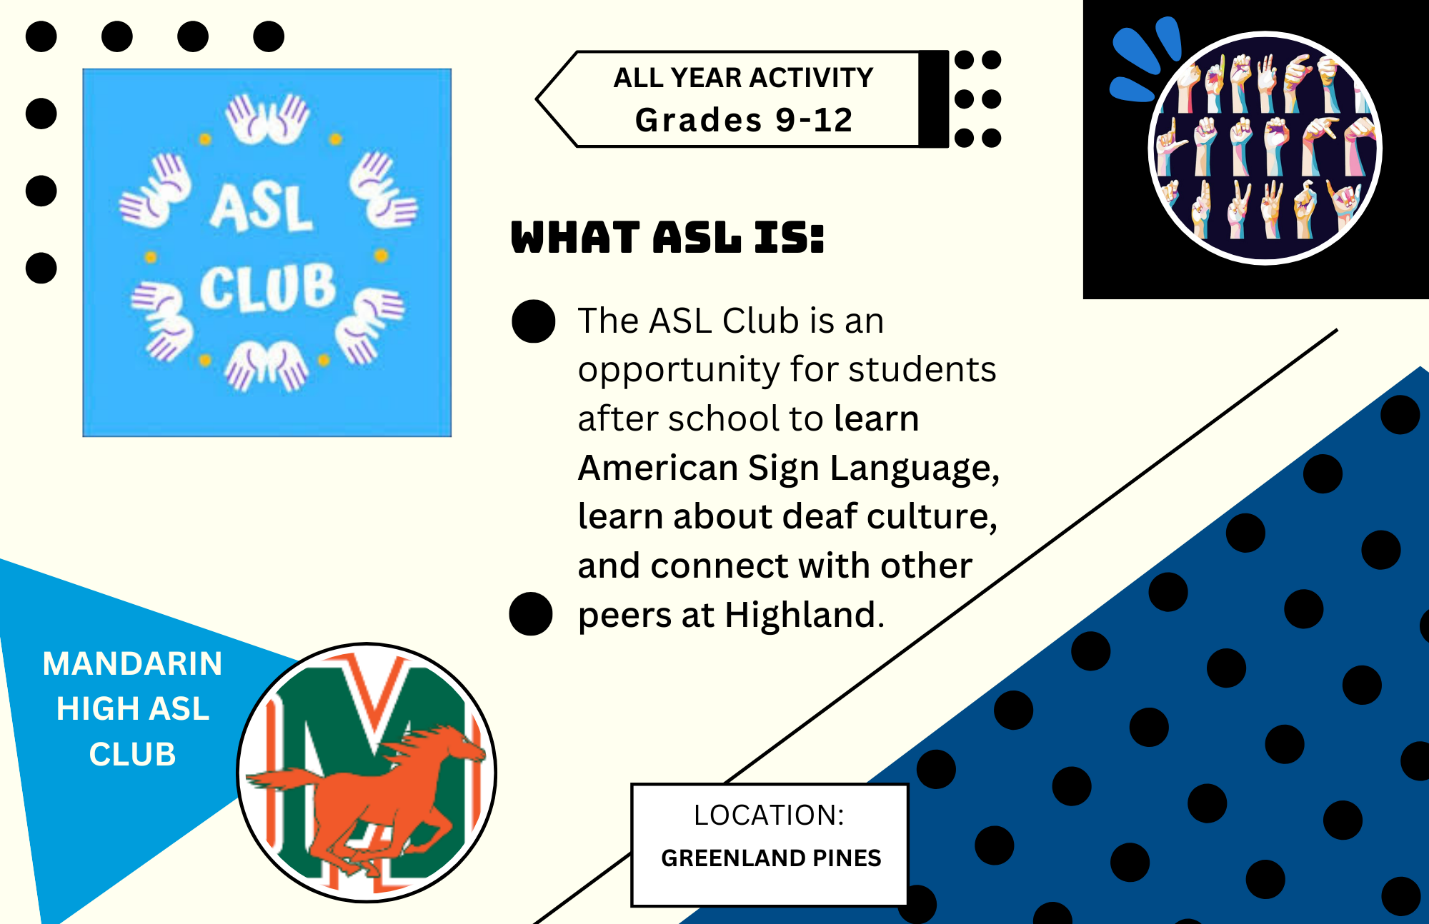 ALL YEAR ACTIVITY
Grades 9-12
ASL
CLUB
WHAT ASL IS:
The ASL Club is an
opportunity for students
after school to learn
American Sign Language,
learn about deaf culture,
and connect with other
peers at Highland.
MANDARIN
HIGH ASL
CLUB
M
LOCATION:
GREENLAND PINES